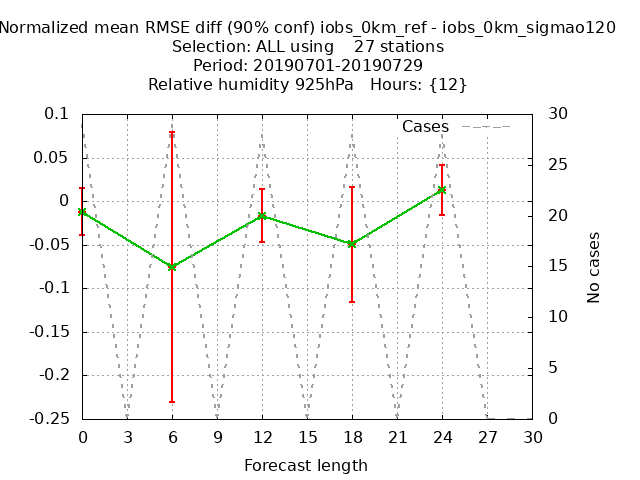 Normalized mean RMSE diff (90% conf) iobs_0km_ref - iobs_0km_sigmao120
Selection: ALL using    27 stations
Period: 20190701-20190729
Relative humidity 925hPa   Hours: {12}
Cases
0.1
0.05
0
-0.05
-0.1
-0.15
-0.2
-0.25
30
25
20
15
10
5
0
No cases
0 3 6 9 12 15 18 21 24 27 30
Forecast length